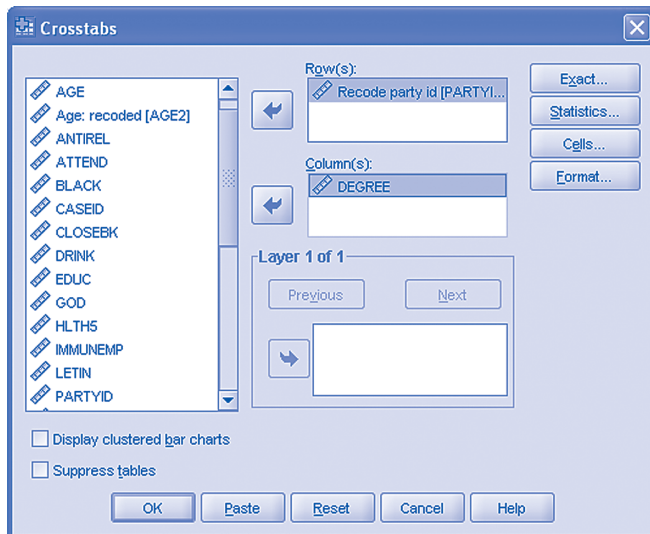 Crosstabs
AGE
Age: recoded [AGE2]
ANTIREL
ATTEND
BLACK
CASEID
CLOSEBK
DRINK
EDUC
GOD
HLTH5
IMMUNEMP
LETIN
PARTYID
Row(s):
Recode party id [PARTYI...
Column(s):
DEGREE
Layer 1 of 1
Previous
Next
Exact...
Statistics...
Cells...
Format...
Display clustered bar charts
Suppress tables
OK
Paste
Reset
Cancel
Help